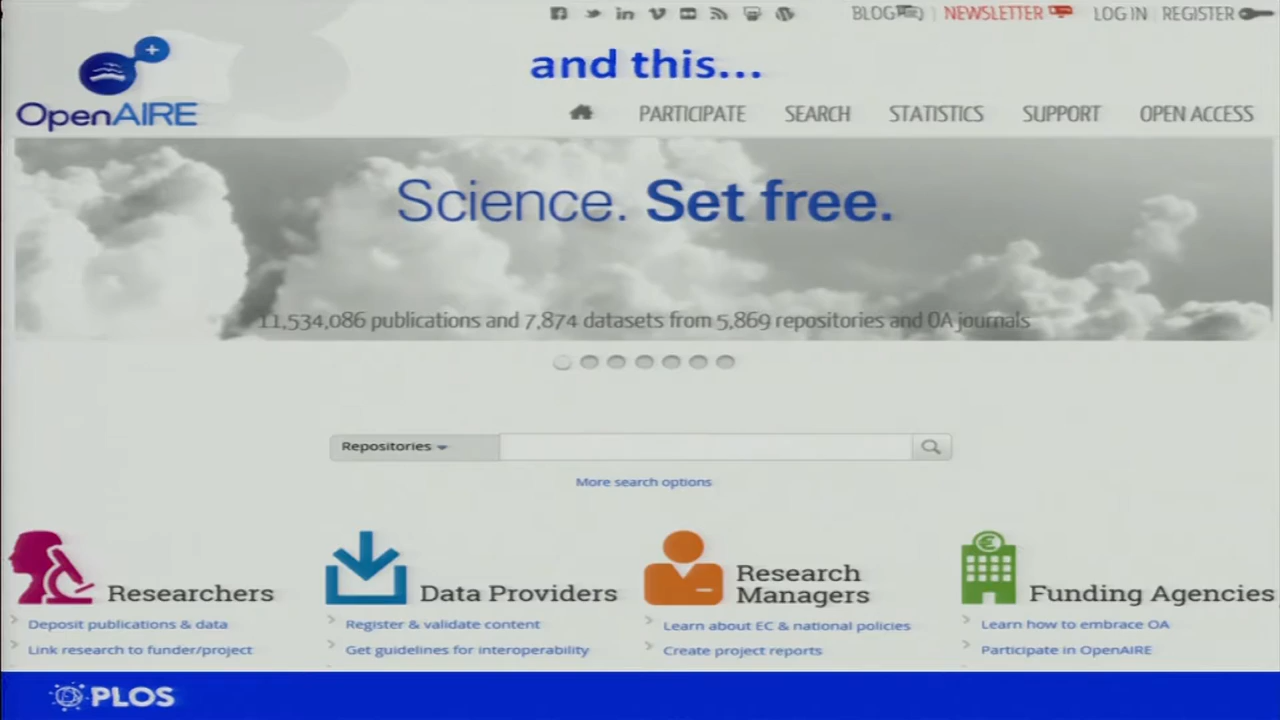 BLOG | NEWSLETTER LOG IN | REGISTER
and this...
OpenAIRE
PARTICIPATE SEARCH STATISTICS SUPPORT OPEN ACCESS
Science. Set free.
11,534,086 publications and 7,874 datasets from 5,869 repositories and OA journals
Repositories
More search options
Researchers
Deposit publications & data
Link research to funder/project
Data Providers
Register & validate content
Get guidelines for interoperability
Research
Managers
Learn about EC & national policies
Create project reports
Funding Agencies
Learn how to embrace OA
Participate in OpenAIRE
PLOS